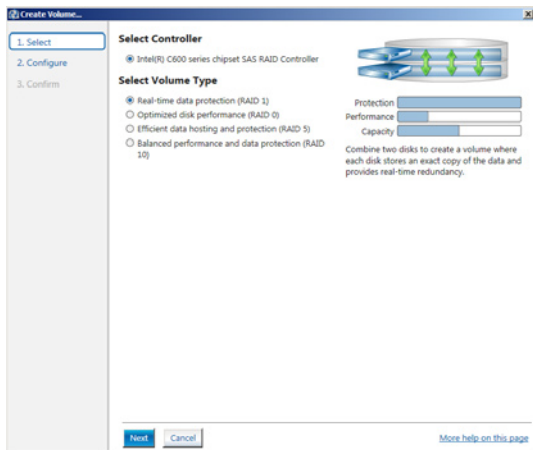 Create Volume...
1. Select
2. Configure
3. Confirm
Select Controller
Intel(R) C600 series chipset SAS RAID Controller
Select Volume Type
Real-time data protection (RAID 1)
Optimized disk performance (RAID 0)
Efficient data hosting and protection (RAID 5)
Balanced performance and data protection (RAID
10)
Protection
Performance
Capacity
Combine two disks to create a volume where
each disk stores an exact copy of the data and
provides real-time redundancy.
Next
Cancel
More help on this page